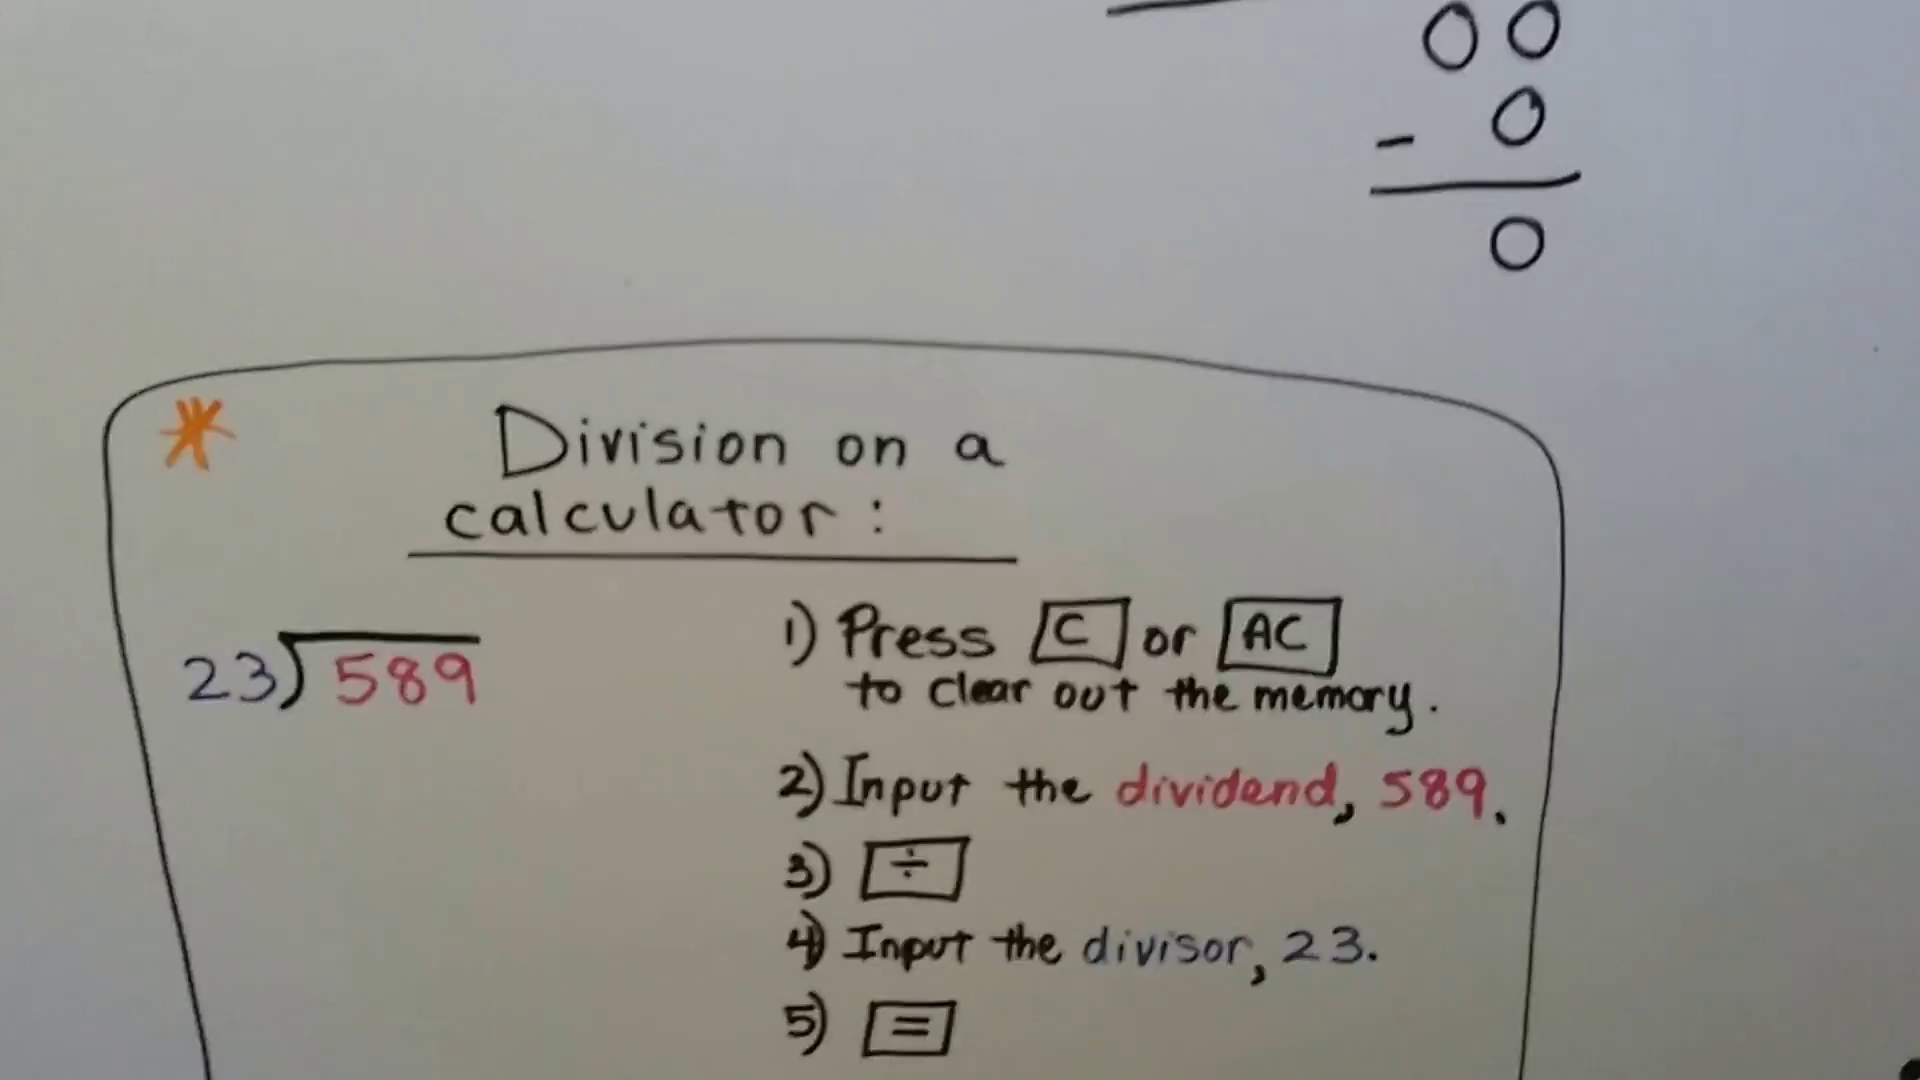 00
- 0
0
*
Division on a
calculator:
23)589
1) Press C or AC
to clear out the memory.
2) Input the dividend, 589.
3) ÷
4) Input the divisor, 23.
5) =